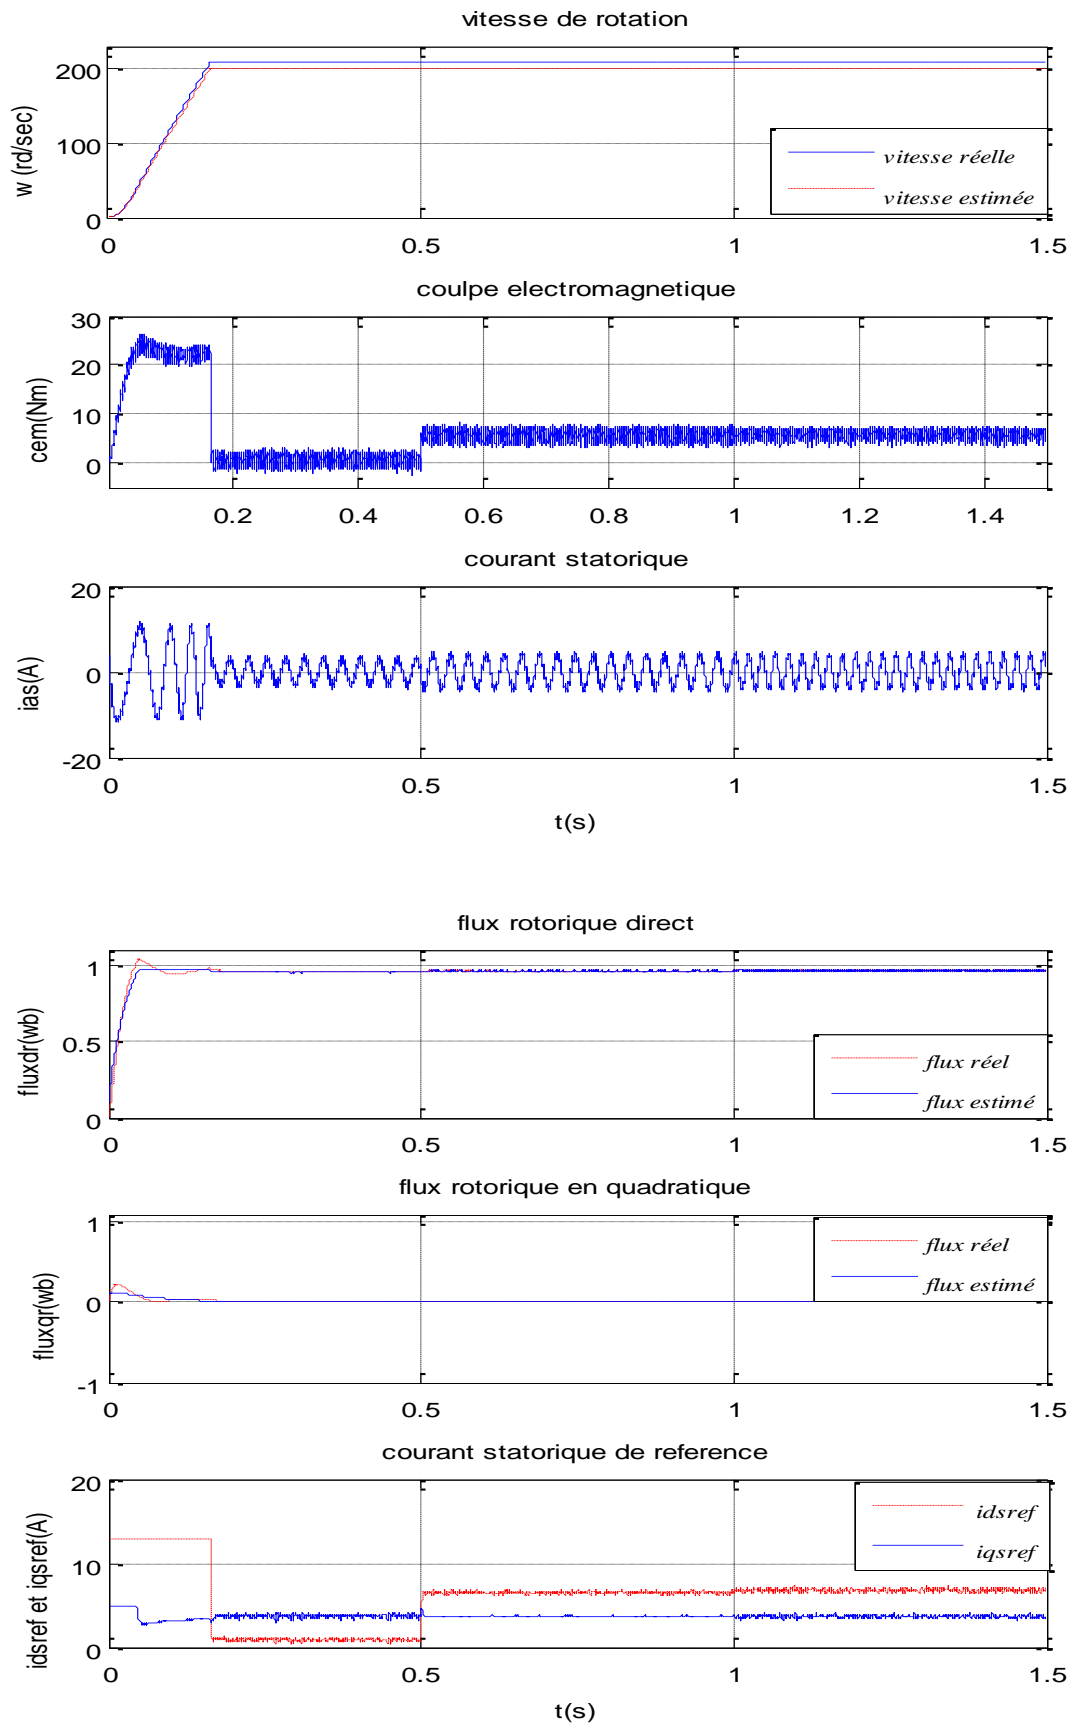 vitesse de rotation
w (rd/sec)
200
100
0
vitesse réelle
vitesse estimée
0 0.5 1 1.5
coulpe electromagnetique
cem(Nm)
30
20
10
0
0.2 0.4 0.6 0.8 1 1.2 1.4
courant statorique
ias(A)
20
0
-20
0 0.5 1 1.5
t(s)
flux rotorique direct
fluxdr(wb)
1
0.5
0
flux réel
flux estimé
0 0.5 1 1.5
flux rotorique en quadratique
fluxqr(wb)
1
0
-1
flux réel
flux estimé
0 0.5 1 1.5
courant statorique de reference
idsref et iqsref(A)
20
10
0
idsref
iqsref
0 0.5 1 1.5
t(s)